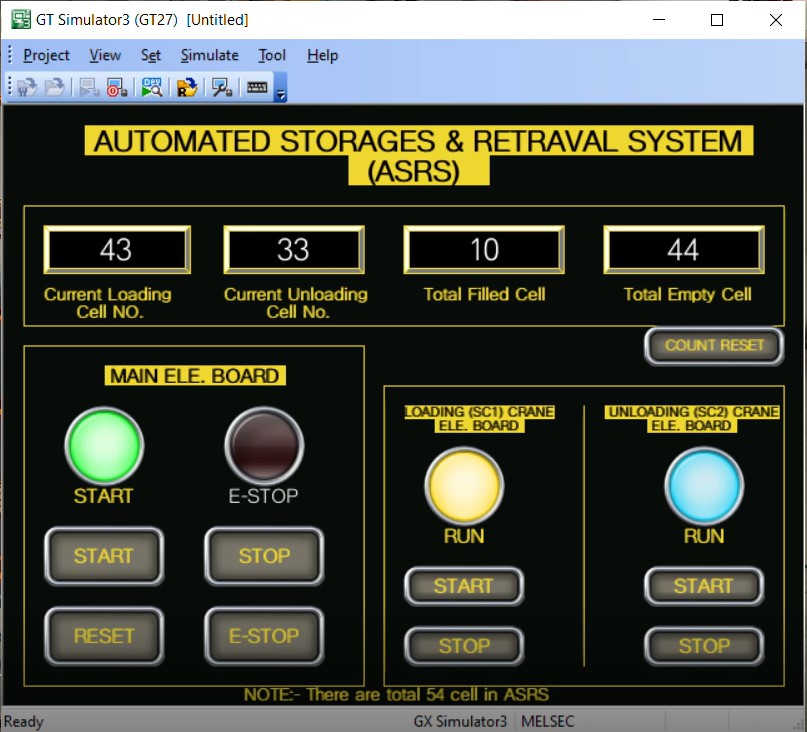 GT Simulator3 (GT27) [Untitled]
Project View Set Simulate Tool Help
AUTOMATED STORAGES & RETRAVAL SYSTEM
(ASRS)
43 33 10 44
Current Loading
Cell NO.
Current Unloading
Cell No.
Total Filled Cell
Total Empty Cell
COUNT RESET
MAIN ELE. BOARD
START E-STOP
START STOP
RESET E-STOP
LOADING (SC1) CRANE
ELE. BOARD
RUN
START
STOP
UNLOADING (SC2) CRANE
ELE. BOARD
RUN
START
STOP
NOTE:- There are total 54 cell in ASRS
Ready GX Simulator3 MELSEC